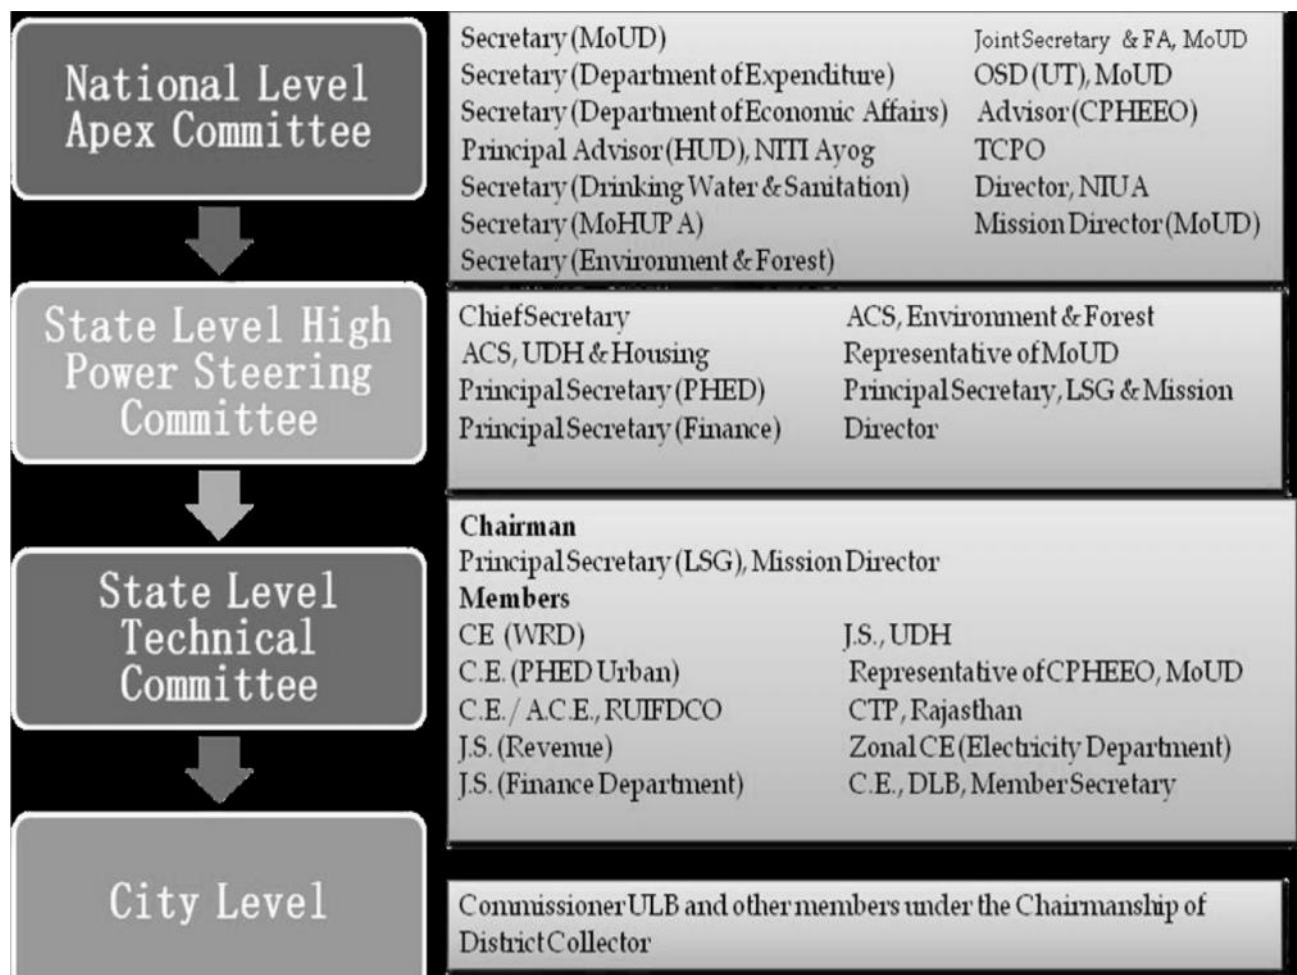 National Level
Apex Committee
Secretary (MoUD)
Secretary (Department of Expenditure)
Secretary (Department of Economic Affairs)
Principal Advisor (HUD), NITI Ayog
Secretary (Drinking Water & Sanitation)
Secretary (MoHUP A)
Secretary (Environment & Forest)
Joint Secretary & FA, MoUD
OSD (UT), MoUD
Advisor (CPHEEO)
TCPO
Director, NIUA
Mission Director (MoUD)
State Level High
Power Steering
Committee
Chief Secretary
ACS, UDH & Housing
Principal Secretary (PHED)
Principal Secretary (Finance)
ACS, Environment & Forest
Representative of MoUD
Principal Secretary, LSG & Mission
Director
State Level
Technical
Committee
Chairman
Principal Secretary (LSG), Mission Director
Members
CE (WRD)
C.E. (PHED Urban)
C.E. / A.C.E., RUIFDCO
J.S. (Revenue)
J.S. (Finance Department)
J.S., UDH
Representative of CPHEEO, MoUD
CTP, Rajasthan
Zonal CE (Electricity Department)
C.E., DLB, Member Secretary
City Level
Commissioner ULB and other members under the Chairmanship of
District Collector